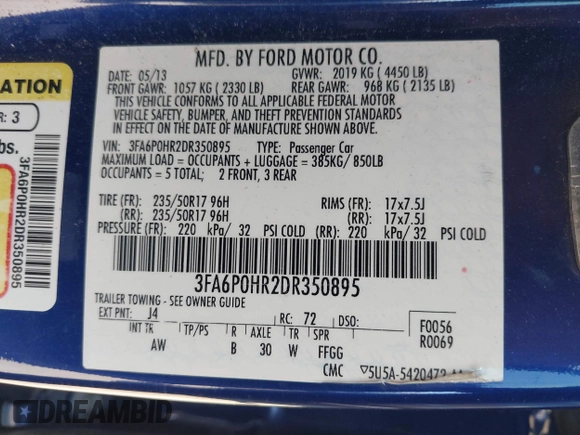 ATION
R: 3
bs.
3FA6P0HR2DR350895
MFD. BY FORD MOTOR CO.
DATE: 05/13 GVWR: 2019 KG ( 4450 LB)
FRONT GAWR: 1057 KG ( 2330 LB) REAR GAWR: 968 KG ( 2135 LB)
THIS VEHICLE CONFORMS TO ALL APPLICABLE FEDERAL MOTOR
VEHICLE SAFETY, BUMPER, AND THEFT PREVENTION STANDARDS
IN EFFECT ON THE DATE OF MANUFACTURE SHOWN ABOVE.
VIN: 3FA6P0HR2DR350895 TYPE: Passenger Car
MAXIMUM LOAD = OCCUPANTS + LUGGAGE = 385KG/ 850LB
OCCUPANTS = 5 TOTAL; 2 FRONT, 3 REAR
TIRE (FR): 235/50R17 96H RIMS (FR): 17x7.5J
(RR): 235/50R17 96H (RR): 17x7.5J
PRESSURE (FR): 220 kPa/ 32 PSI COLD (RR): 220 kPa/ 32 PSI COLD
3FA6P0HR2DR350895
TRAILER TOWING - SEE OWNER GUIDE
EXT PNT: J4 RC: 72 DSO:
INT TR TP/PS R AXLE TR SPR
AW B 30 W FFGG
F0056
R0069
CMC 5U5A-5420472
DREAMBID